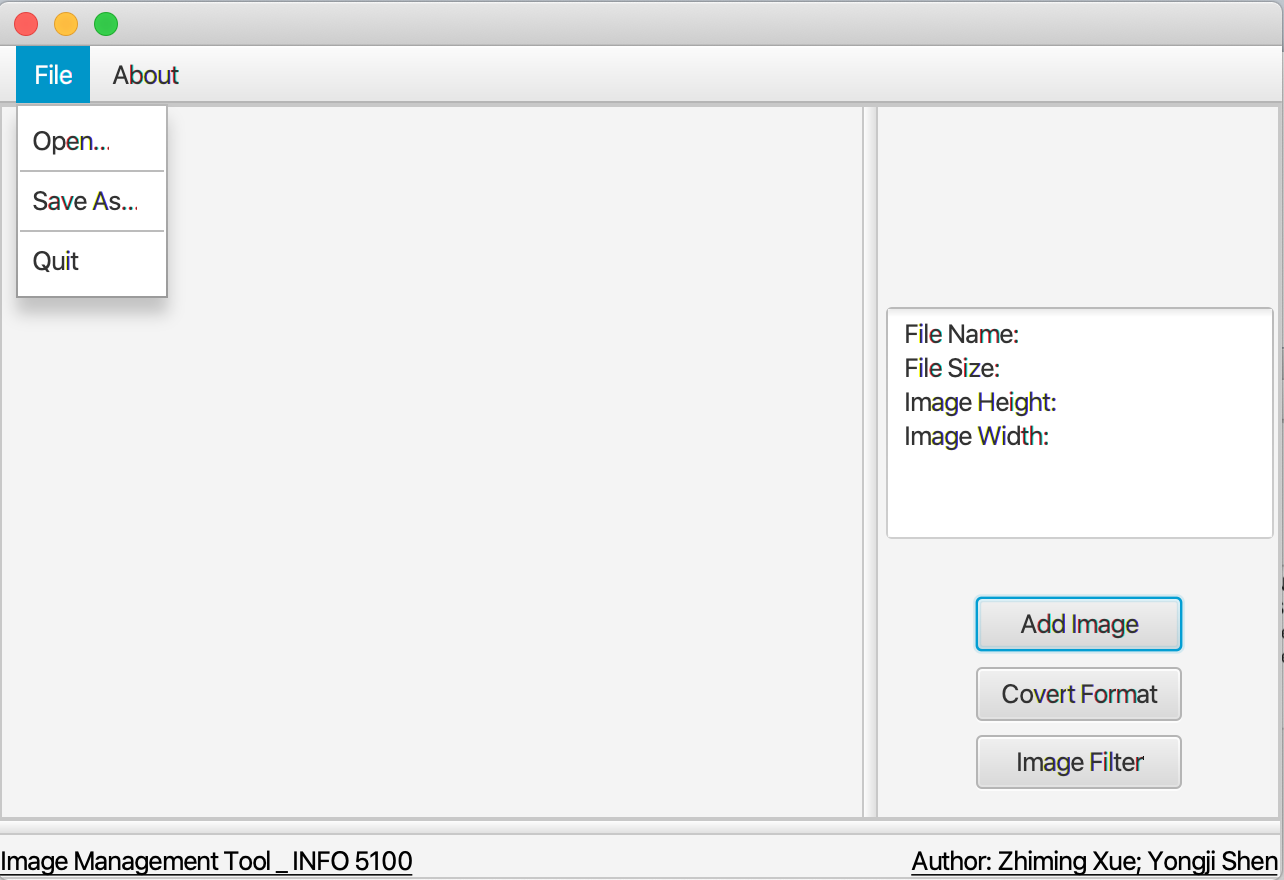 File About
Open...
Save As...
Quit
File Name:
File Size:
Image Height:
Image Width:
Add Image
Covert Format
Image Filter
Image Management Tool _ INFO 5100
Author: Zhiming Xue; Yongji Shen